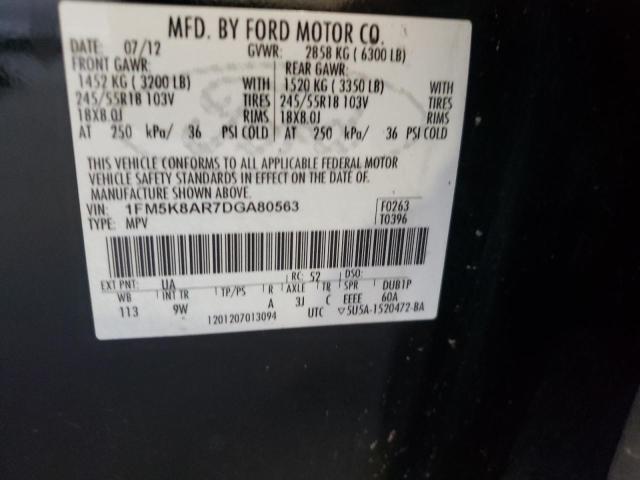 MFD. BY FORD MOTOR CO.
DATE: 07/12 GVWR: 2858 KG ( 6300 LB)
FRONT GAWR: REAR GAWR:
1452 KG ( 3200 LB) WITH 1520 KG ( 3350 LB) WITH
245/55R18 103V TIRES 245/55R18 103V TIRES
18X8.0J RIMS 18X8.0J RIMS
AT 250 kPa/ 36 PSI COLD AT 250 kPa/ 36 PSI COLD
THIS VEHICLE CONFORMS TO ALL APPLICABLE FEDERAL MOTOR
VEHICLE SAFETY STANDARDS IN EFFECT ON THE DATE OF
MANUFACTURE SHOWN ABOVE.
VIN: 1FM5K8AR7DGA80563 F0263
TYPE: MPV T0396
EXT PNT: UA RC: 52 DSO:
WB INT TR TP/PS R AXLE TR SPR DUB1P
113 9W A 3J C EEEE 60A
1201207013094 UTC ▽5U5A-1520472-BA